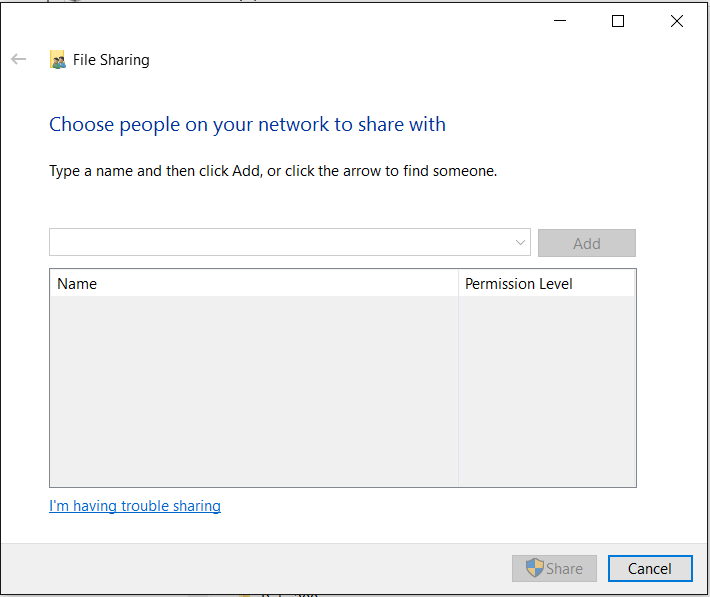 File Sharing
Choose people on your network to share with
Type a name and then click Add, or click the arrow to find someone.
Add
Name Permission Level
I'm having trouble sharing
Share Cancel